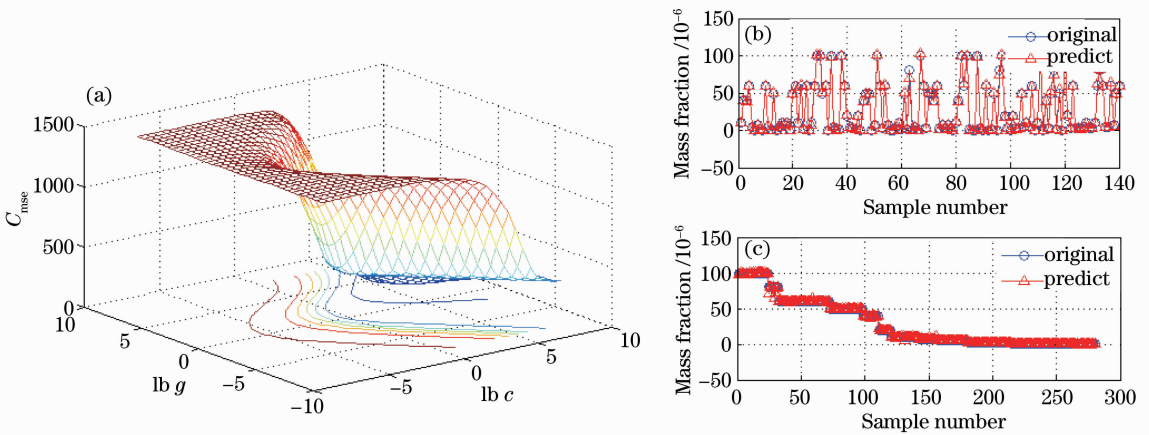 (a)
1500
1000
500
0
C_mse
10
5
0
−5
−10
lb g
−5
0
5
10
lb c
(b)
original
predict
150
100
50
0
−50
Mass fraction /10⁻⁶
0 20 40 60 80 100 120 140
Sample number
(c)
original
predict
150
100
50
0
−50
Mass fraction /10⁻⁶
0 50 100 150 200 250 300
Sample number